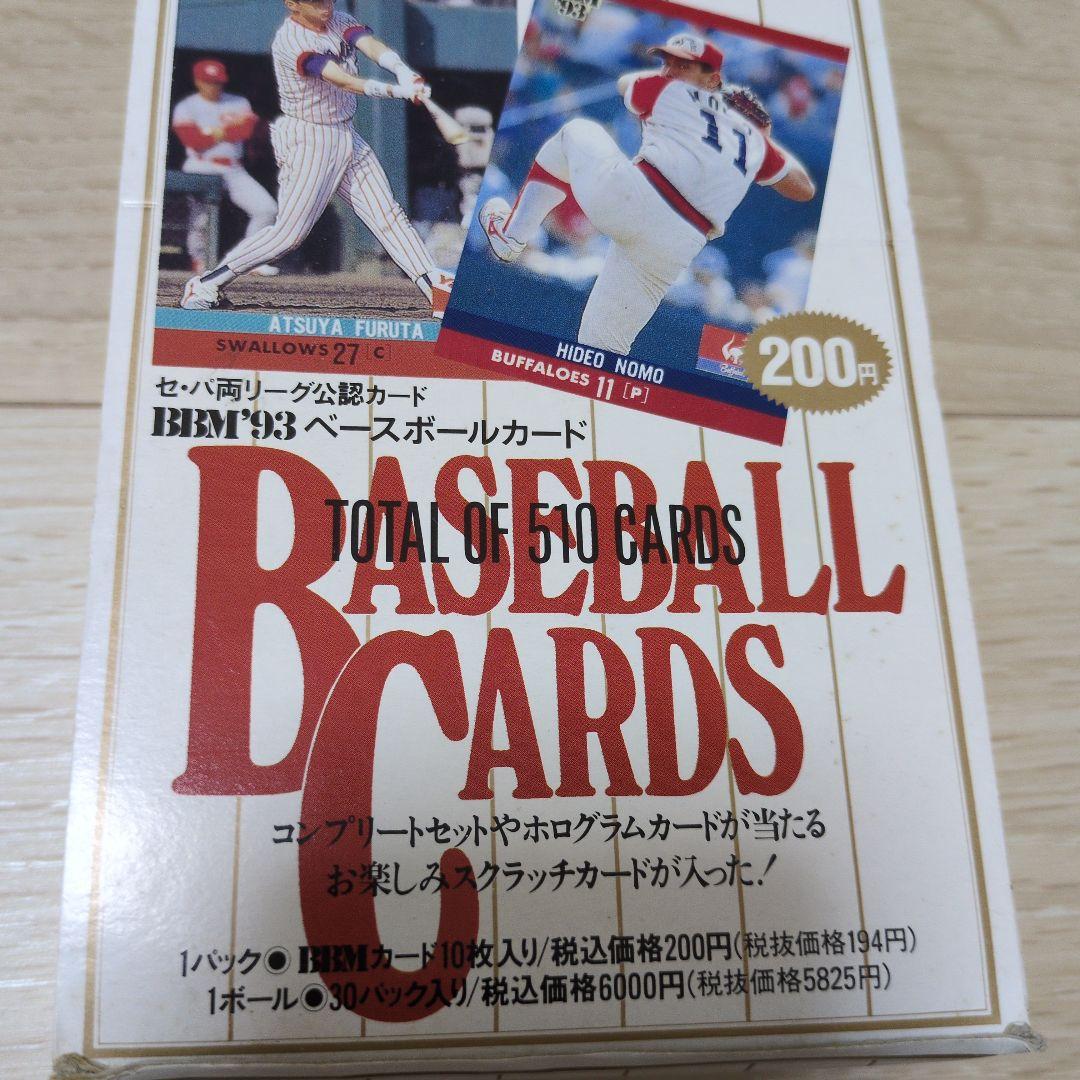 '93
NOMO
11
ATSUYA FURUTA
SWALLOWS 27 [C]
HIDEO NOMO
BUFFALOES 11 [P]
Buffaloes
200円
セ・パ両リーグ公認カード
BBM'93 ベースボールカード
BASEBALL
TOTAL OF 510 CARDS
CARDS
コンプリートセットやホログラムカードが当たる
お楽しみスクラッチカードが入った!
1パック● BBMカード10枚入り/税込価格200円(税抜価格194円)
1ボール●30パック入り/税込価格6000円(税抜価格5825円)